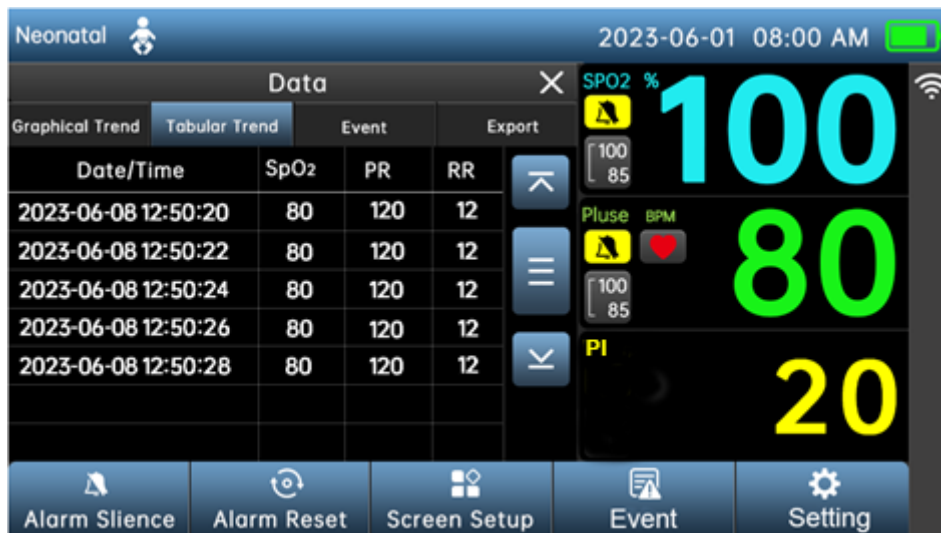 Neonatal 2023-06-01 08:00 AM
Data
Graphical Trend Tabular Trend Event Export
Date/Time SpO2 PR RR
2023-06-08 12:50:20 80 120 12
2023-06-08 12:50:22 80 120 12
2023-06-08 12:50:24 80 120 12
2023-06-08 12:50:26 80 120 12
2023-06-08 12:50:28 80 120 12
SPO2 %
100
100
85
Pluse BPM
80
100
85
PI
20
Alarm Slience Alarm Reset Screen Setup Event Setting